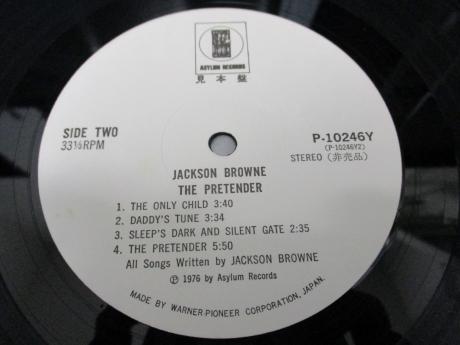 ASYLUM RECORDS
見本盤
SIDE TWO
33⅓RPM
P-10246Y
(P-10246Y2)
STEREO (非売品)
JACKSON BROWNE
THE PRETENDER
1. THE ONLY CHILD 3:40
2. DADDY'S TUNE 3:34
3. SLEEP'S DARK AND SILENT GATE 2:35
4. THE PRETENDER 5:50
All Songs Written by JACKSON BROWNE
Ⓟ 1976 by Asylum Records
MADE BY WARNER-PIONEER CORPORATION, JAPAN.